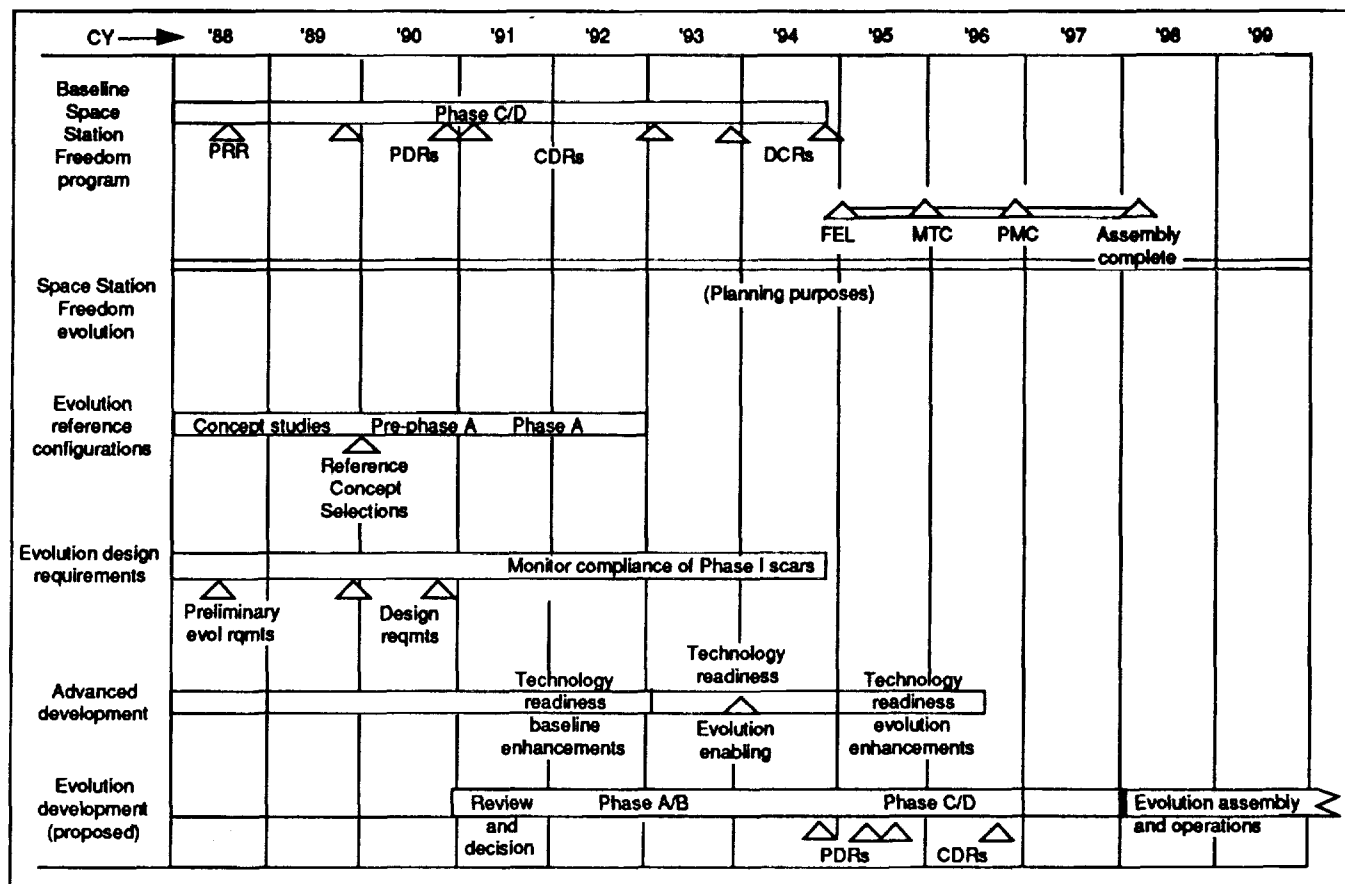 CY '88 '89 '90 '91 '92 '93 '94 '95 '96 '97 '98 '99
Baseline
Space
Station
Freedom
program
Phase C/D
PRR PDRs CDRs DCRs
FEL MTC PMC Assembly
complete
Space Station
Freedom
evolution
(Planning purposes)
Evolution
reference
configurations
Concept studies Pre-phase A Phase A
Reference
Concept
Selections
Evolution design
requirements
Monitor compliance of Phase I scars
Preliminary
evol rqmts
Design
reqmts
Advanced
development
Technology
readiness
baseline
enhancements
Technology
readiness
Evolution
enabling
Technology
readiness
evolution
enhancements
Evolution
development
(proposed)
Review
and
decision
Phase A/B
Phase C/D
Evolution assembly
and operations
PDRs CDRs